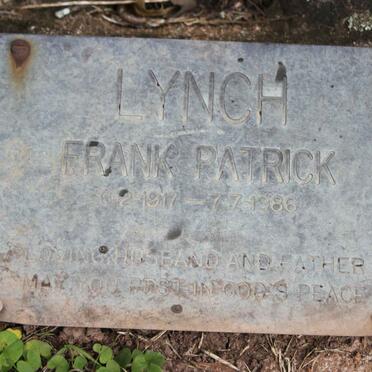 LYNCH
FRANK PATRICK
2-1917 — 7-7-1986
LOVING HUSBAND AND FATHER
MAY YOU REST IN GOD'S PEACE